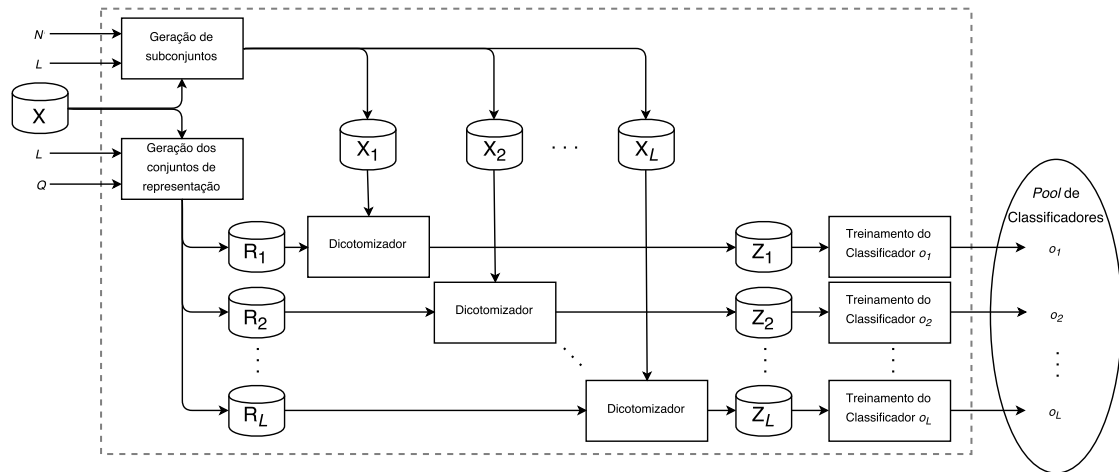 N
L
X
L
Q
Geração de
subconjuntos
Geração dos
conjuntos de
representação
X1
X2
. . .
XL
R1
Dicotomizador
Z1
Treinamento do
Classificador o1
R2
Dicotomizador
Z2
Treinamento do
Classificador o2
RL
Dicotomizador
ZL
Treinamento do
Classificador oL
Pool de
Classificadores
o1
o2
oL